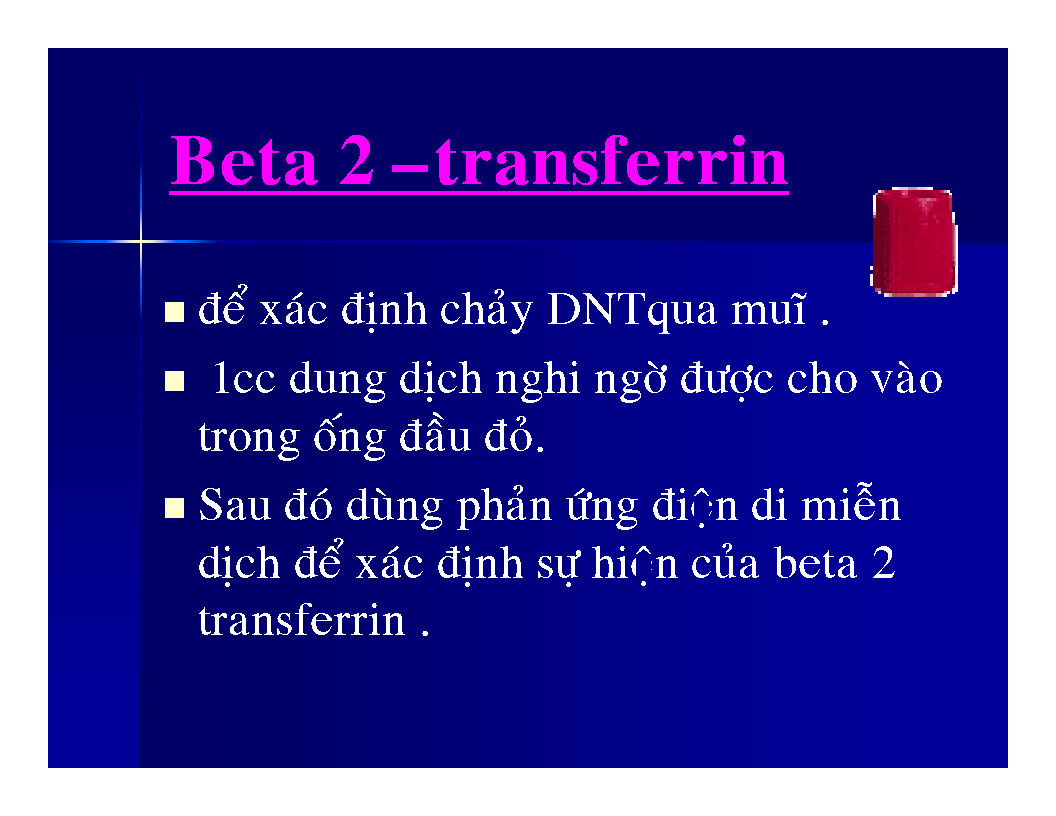 Beta 2 –transferrin
để xác định chảy DNTqua muĩ .
1cc dung dịch nghi ngờ được cho vào
trong ống đầu đỏ.
Sau đó dùng phản ứng điện di miễn
dịch để xác định sự hiện của beta 2
transferrin .